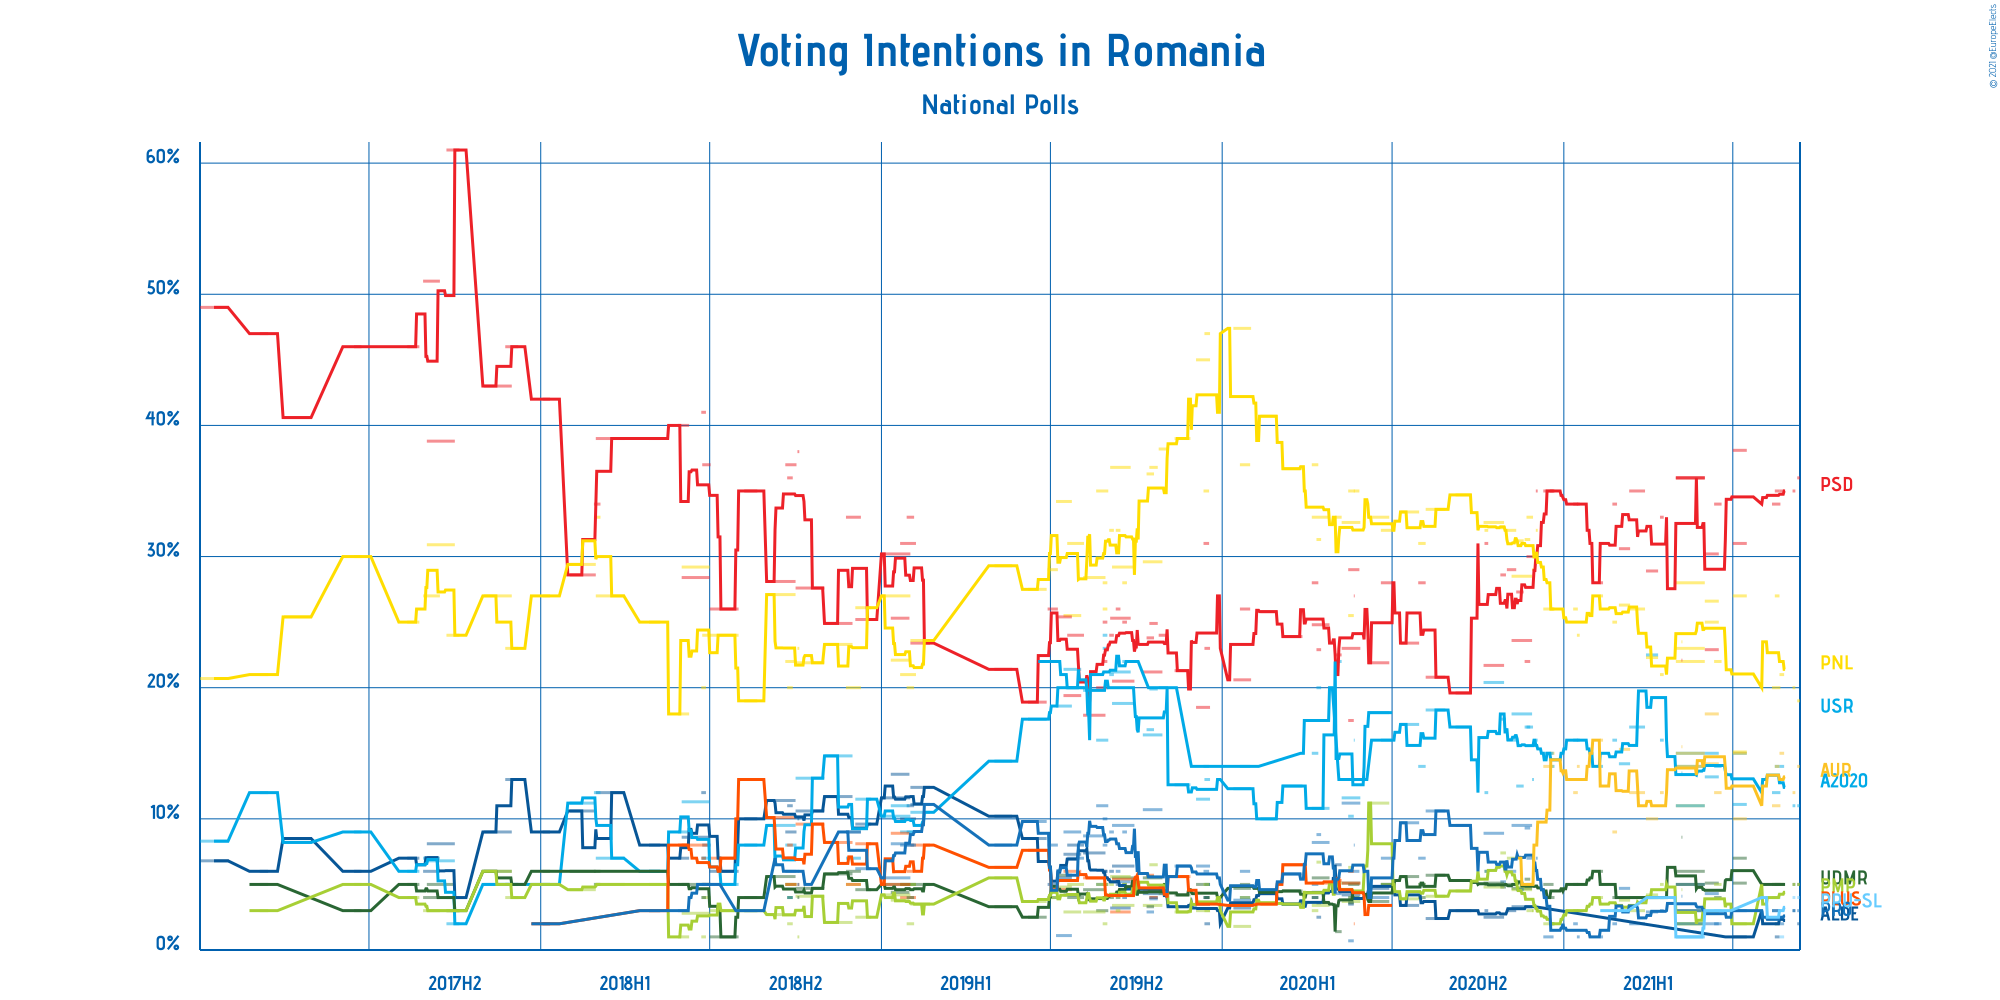 © 2021 @EuropeElects
Voting Intentions in Romania
National Polls
60%
50%
40%
30%
20%
10%
0%
PSD
PNL
USR
AUR
A2020
UDMR
PMP
ALDE
2017H2
2018H1
2018H2
2019H1
2019H2
2020H1
2020H2
2021H1